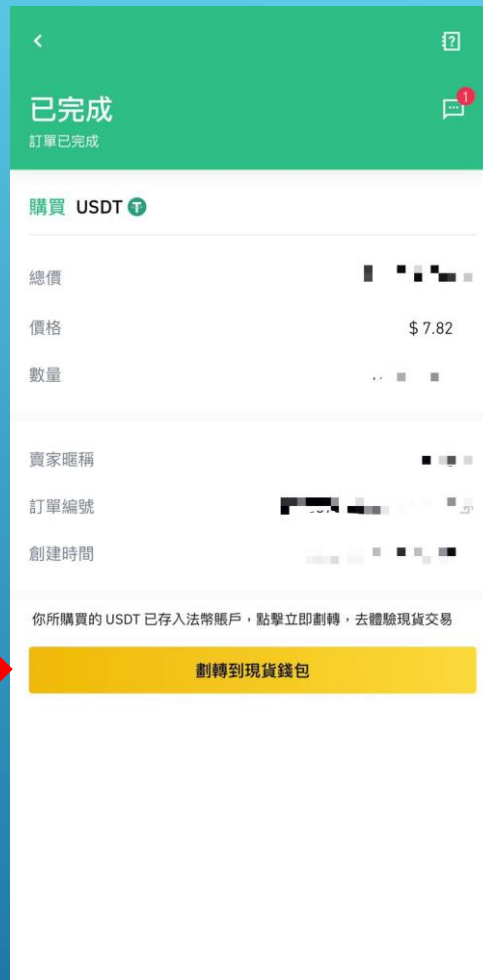 1
已完成
訂單已完成
購買 USDT
總價
價格 $ 7.82
數量
賣家暱稱
訂單編號
創建時間
你所購買的 USDT 已存入法幣賬戶，點擊立即劃轉，去體驗現貨交易
劃轉到現貨錢包